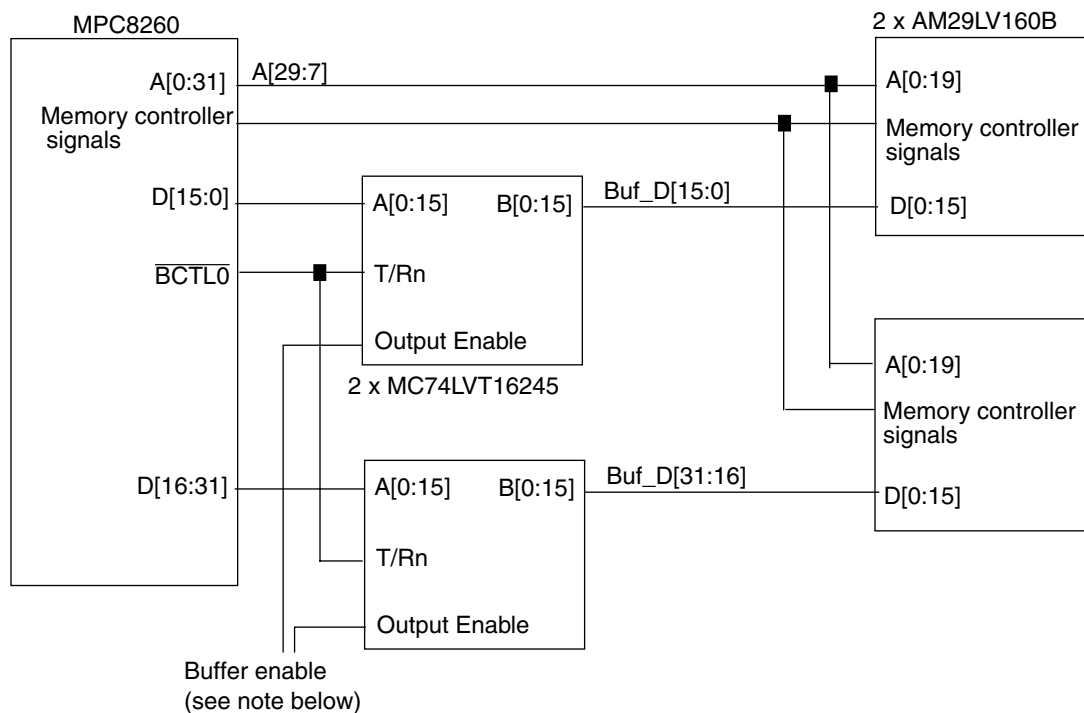 MPC8260
2 x AM29LV160B
A[0:31]
A[29:7]
A[0:19]
Memory controller
signals
Memory controller
signals
D[15:0]
A[0:15]
B[0:15]
Buf_D[15:0]
D[0:15]
BCTL0
T/Rn
Output Enable
2 x MC74LVT16245
A[0:19]
Memory controller
signals
D[16:31]
A[0:15]
B[0:15]
Buf_D[31:16]
D[0:15]
T/Rn
Output Enable
Buffer enable
(see note below)